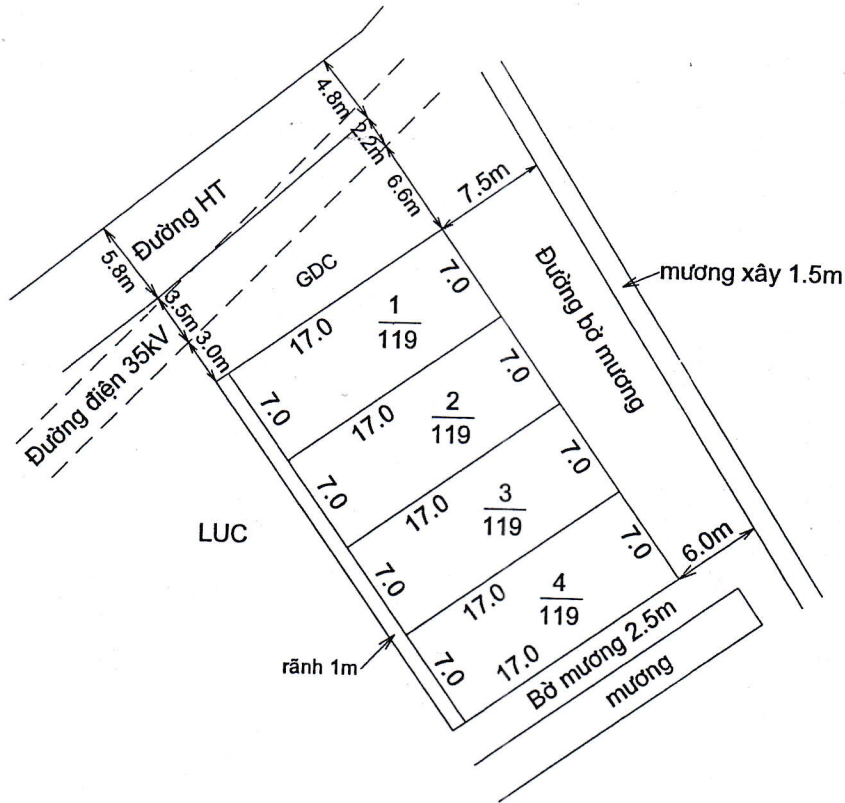 4.8m
2.2m
6.6m
7.5m
Đường HT
5.8m
3.5m
3.0m
Đường điện 35kV
GDC
7.0
1
119
17.0
7.0
Đường bờ mương
mương xây 1.5m
7.0
2
119
17.0
7.0
7.0
3
119
17.0
7.0
7.0
4
119
17.0
7.0
17.0
6.0m
LUC
rãnh 1m
Bờ mương 2.5m
mương